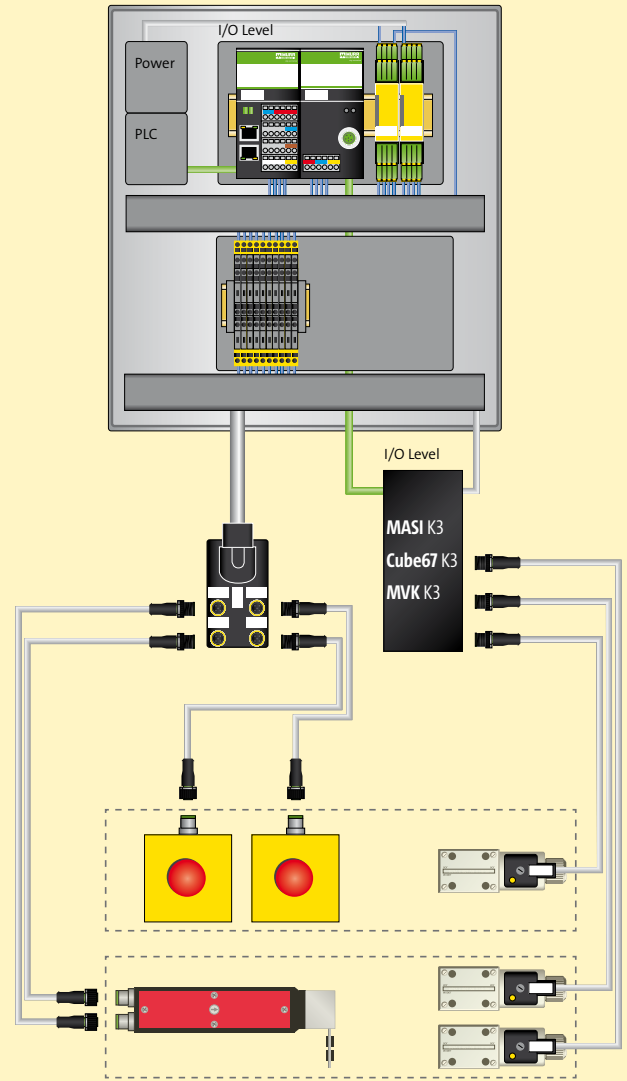 I/O Level
Power
PLC
I/O Level
MASI K3
Cube67 K3
MVK K3